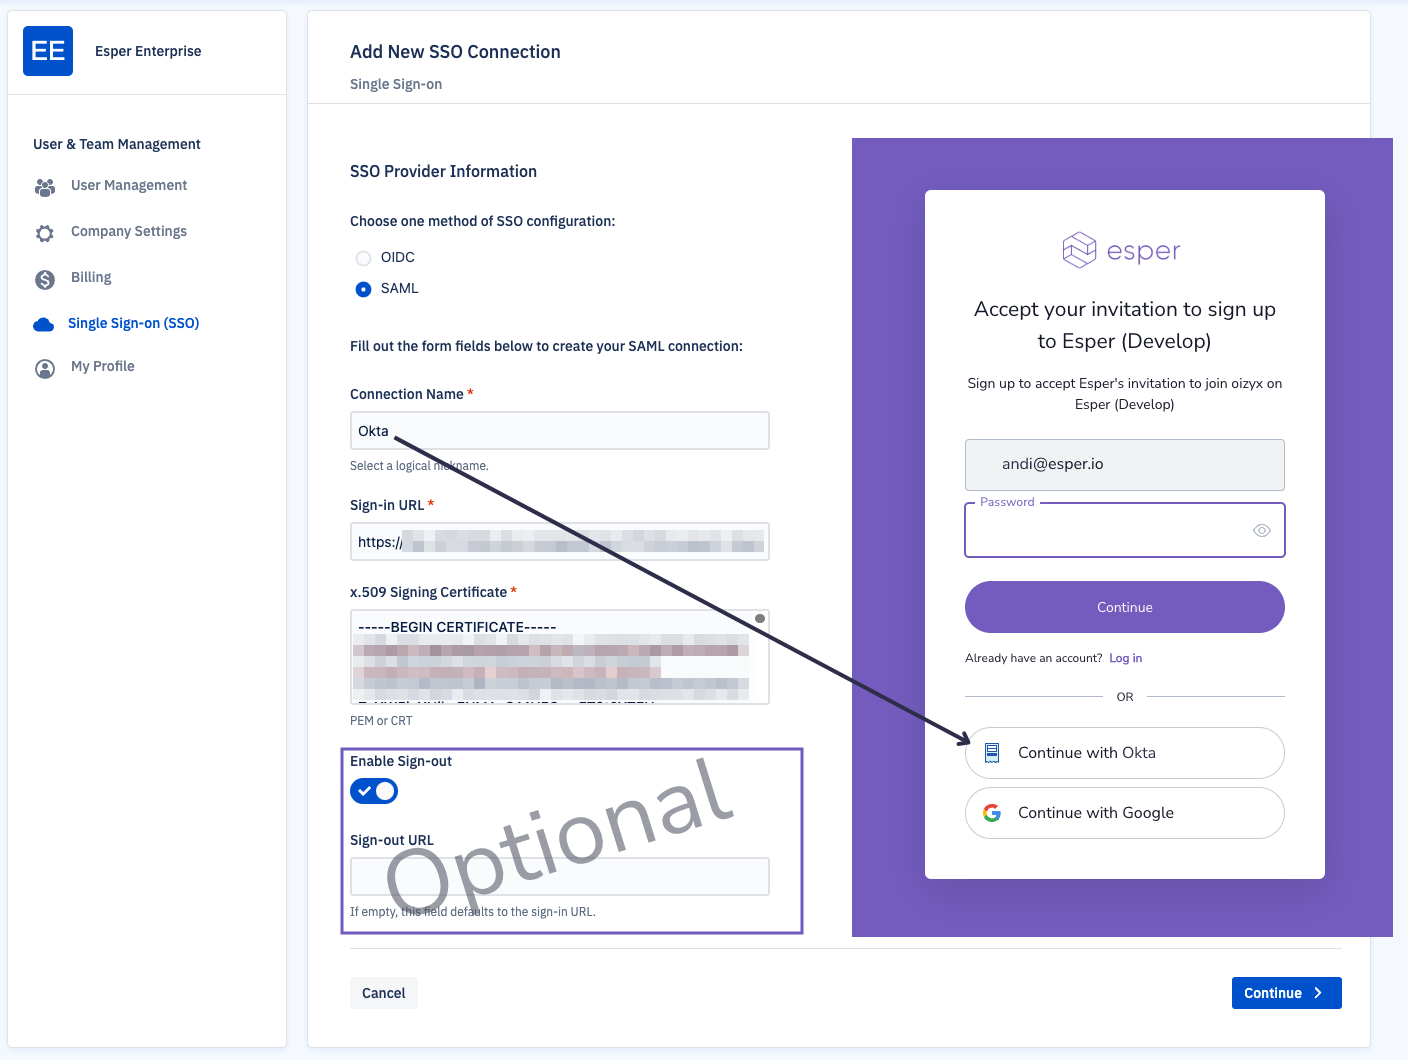 EE
Esper Enterprise
User & Team Management
User Management
Company Settings
Billing
Single Sign-on (SSO)
My Profile
Add New SSO Connection
Single Sign-on
SSO Provider Information
Choose one method of SSO configuration:
OIDC
SAML
Fill out the form fields below to create your SAML connection:
Connection Name *
Okta
Select a logical nickname.
Sign-in URL *
https://
x.509 Signing Certificate *
-----BEGIN CERTIFICATE-----
PEM or CRT
Enable Sign-out
Optional
Sign-out URL
If empty, this field defaults to the sign-in URL.
Cancel
Continue
esper
Accept your invitation to sign up
to Esper (Develop)
Sign up to accept Esper's invitation to join oizyx on
Esper (Develop)
andi@esper.io
Password
Continue
Already have an account? Log in
OR
Continue with Okta
Continue with Google